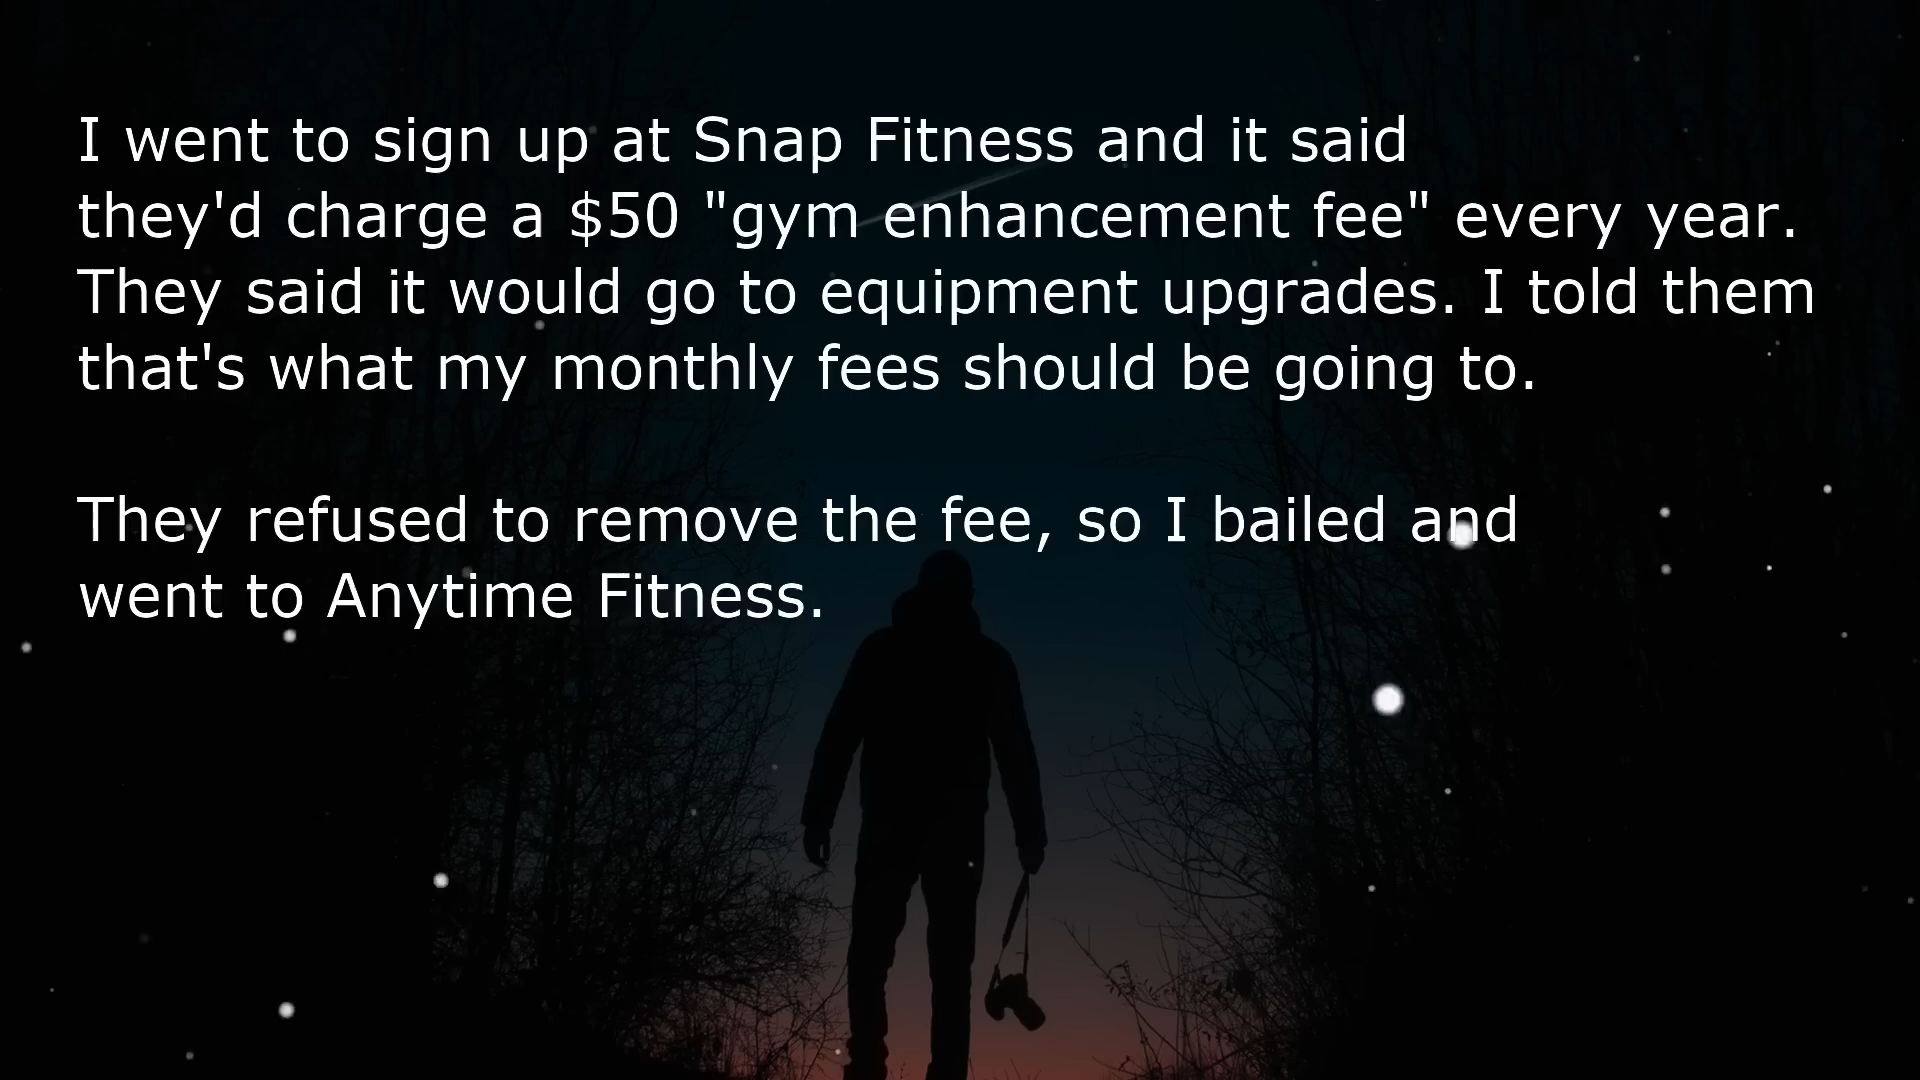 I went to sign up at Snap Fitness and it said
they'd charge a $50 "gym enhancement fee" every year.
They said it would go to equipment upgrades. I told them
that's what my monthly fees should be going to.
They refused to remove the fee, so I bailed and
went to Anytime Fitness.